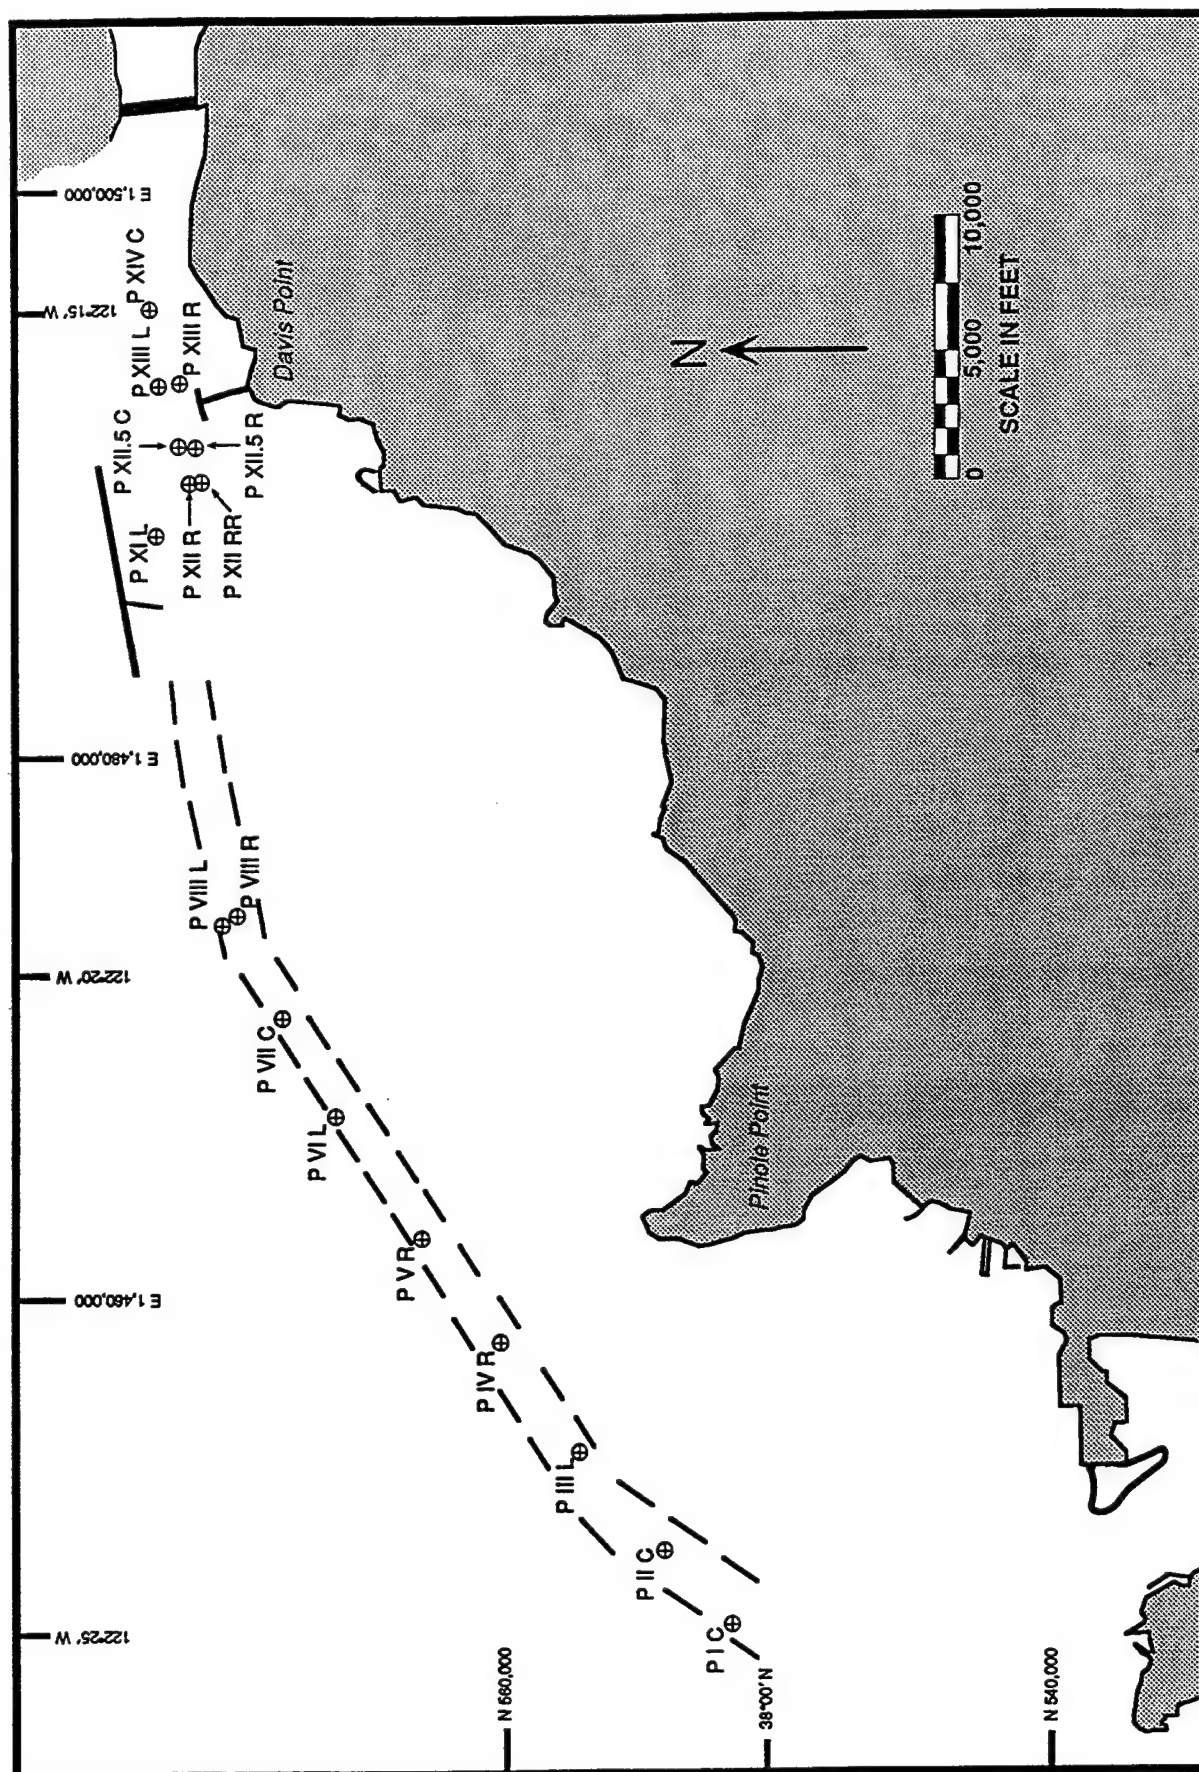 E 1,500,000
122°15' W
E 1,480,000
122°20' W
E 1,460,000
122°25' W
P XIV C
P XIII L
P XIII R
P XII.5 C
P XII.5 R
P XI L
P XII R
P XII RR
P VIII L
P VIII R
P VII C
P VI L
P V R
P IV R
P III L
P II C
P I C
Davis Point
Pinole Point
N
0 5,000 10,000
SCALE IN FEET
N 560,000
38°00'N
N 540,000